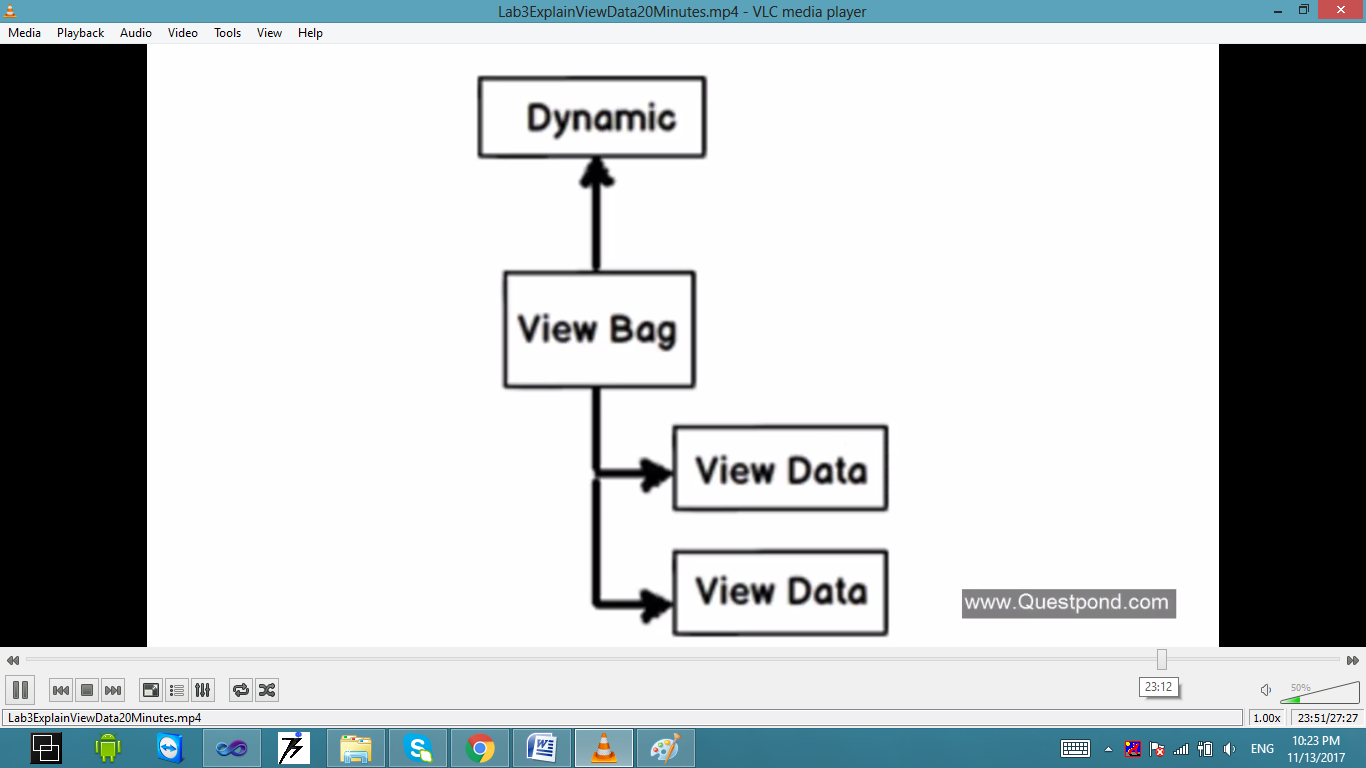 Lab3ExplainViewData20Minutes.mp4 - VLC media player
Media Playback Audio Video Tools View Help
Dynamic
View Bag
View Data
View Data
www.Questpond.com
23:12
50%
Lab3ExplainViewData20Minutes.mp4
1.00x
23:51/27:27
ENG
10:23 PM
11/13/2017